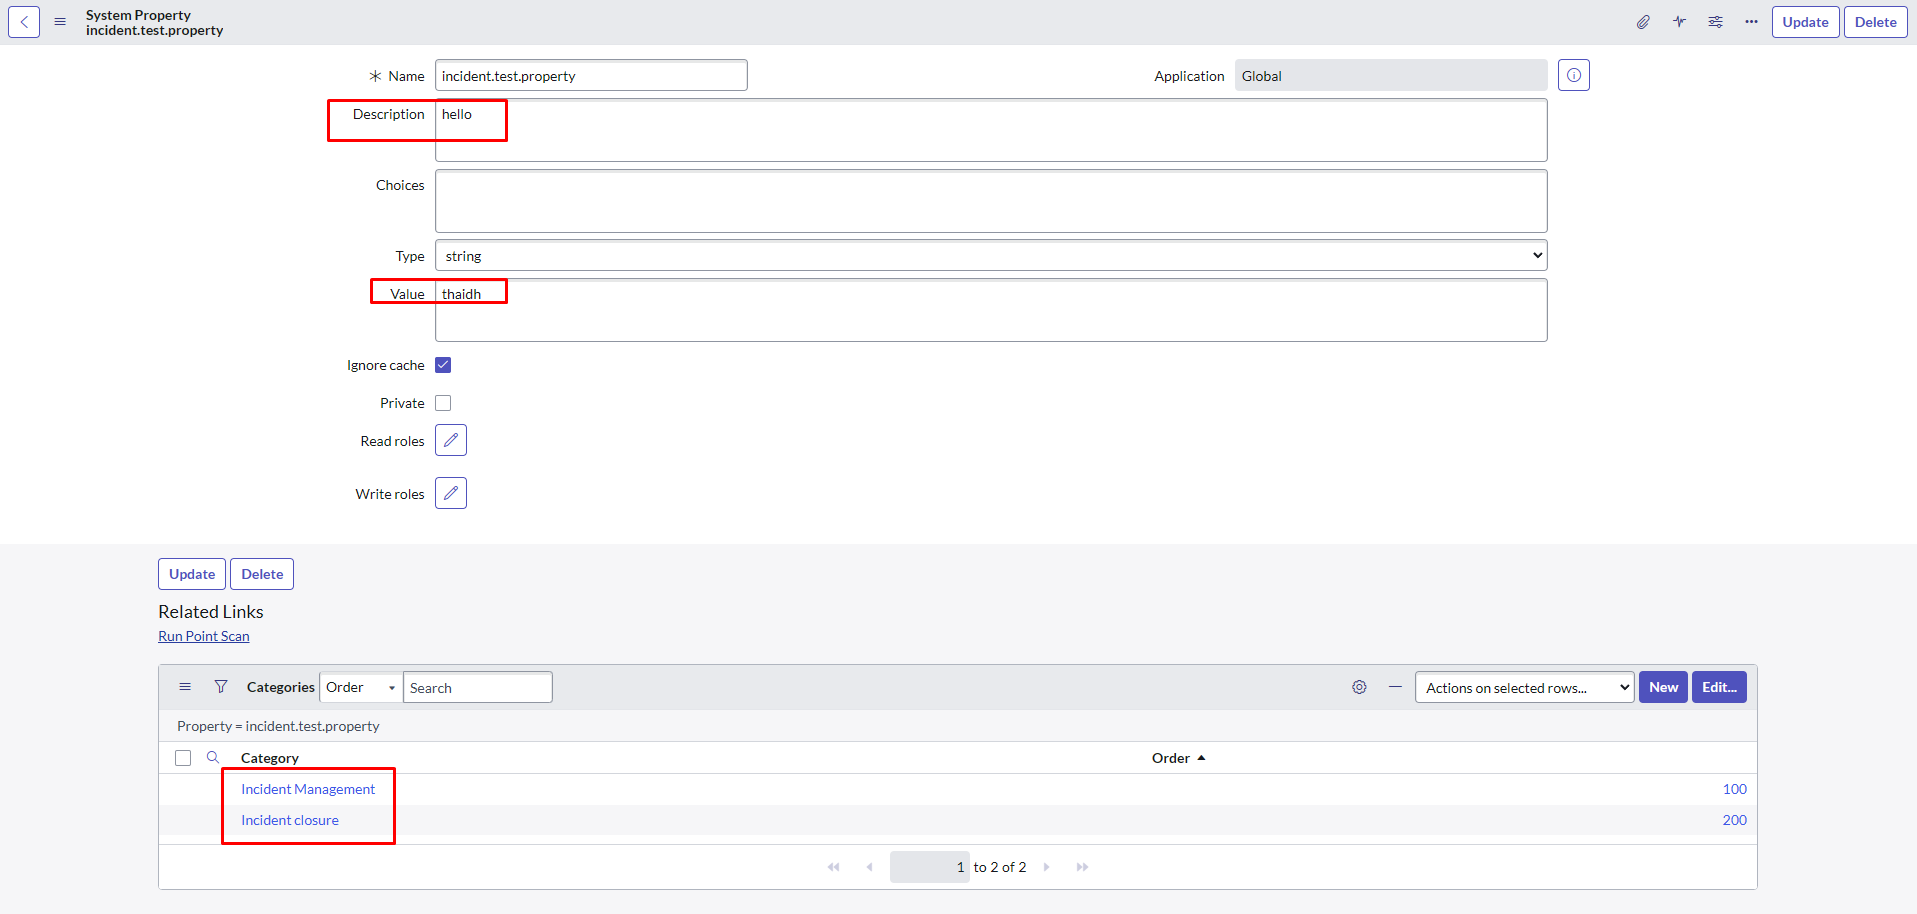 System Property
incident.test.property
Update Delete
Name incident.test.property Application Global
Description hello
Choices
Type string
Value thaidh
Ignore cache
Private
Read roles
Write roles
Update Delete
Related Links
Run Point Scan
Categories Order Search Actions on selected rows... New Edit...
Property = incident.test.property
Category Order
Incident Management 100
Incident closure 200
1 to 2 of 2